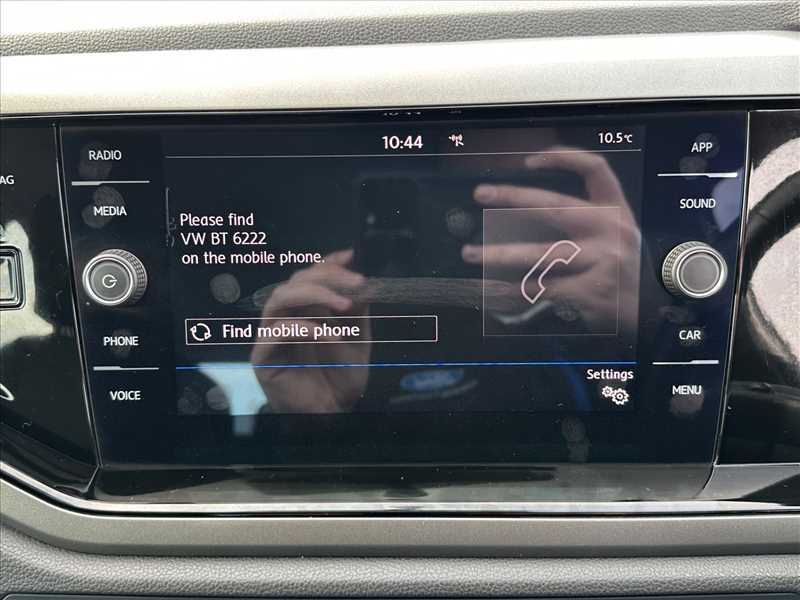 10:44
10.5°C
RADIO
MEDIA
PHONE
VOICE
AG
Please find
VW BT 6222
on the mobile phone.
Find mobile phone
Settings
APP
SOUND
CAR
MENU